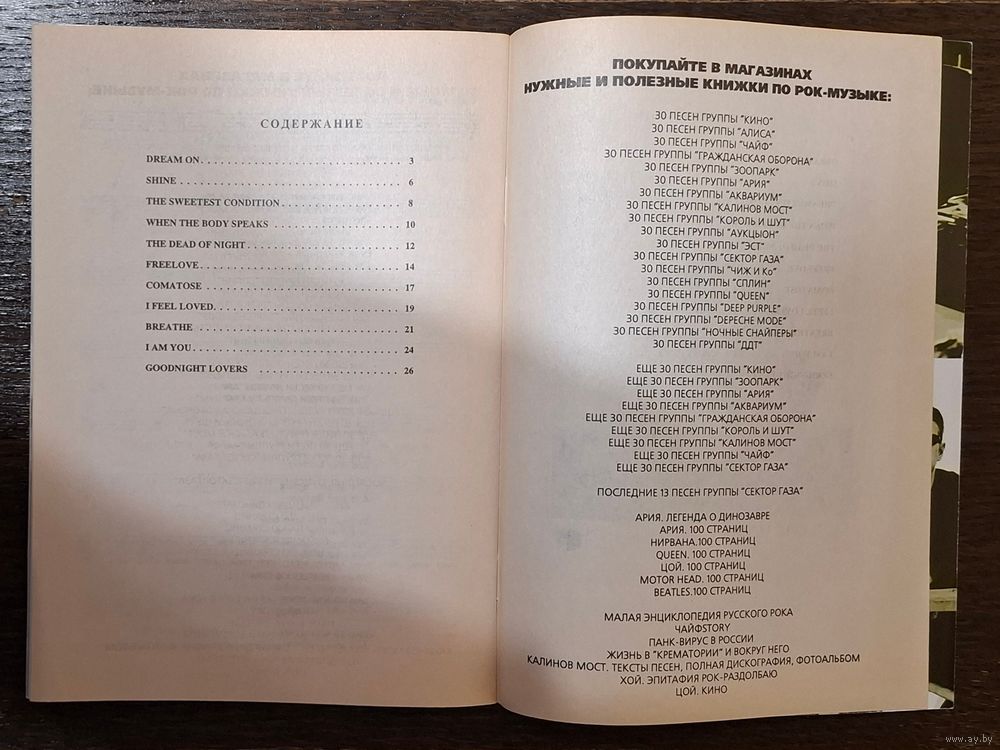 СОДЕРЖАНИЕ
DREAM ON. . . . . . . . . . . . . . . . . . . . . . . . . . . 3
SHINE . . . . . . . . . . . . . . . . . . . . . . . . . . . . . . 6
THE SWEETEST CONDITION . . . . . . . . . . . . . . . 8
WHEN THE BODY SPEAKS . . . . . . . . . . . . . . . . 10
THE DEAD OF NIGHT . . . . . . . . . . . . . . . . . . . . 12
FREELOVE. . . . . . . . . . . . . . . . . . . . . . . . . . . 14
COMATOSE . . . . . . . . . . . . . . . . . . . . . . . . . . 17
I FEEL LOVED. . . . . . . . . . . . . . . . . . . . . . . . . 19
BREATHE . . . . . . . . . . . . . . . . . . . . . . . . . . . 21
I AM YOU . . . . . . . . . . . . . . . . . . . . . . . . . . . 24
GOODNIGHT LOVERS . . . . . . . . . . . . . . . . . . . 26
ПОКУПАЙТЕ В МАГАЗИНАХ
НУЖНЫЕ И ПОЛЕЗНЫЕ КНИЖКИ ПО РОК-МУЗЫКЕ:
30 ПЕСЕН ГРУППЫ "КИНО"
30 ПЕСЕН ГРУППЫ "АЛИСА"
30 ПЕСЕН ГРУППЫ "ЧАЙФ"
30 ПЕСЕН ГРУППЫ "ГРАЖДАНСКАЯ ОБОРОНА"
30 ПЕСЕН ГРУППЫ "ЗООПАРК"
30 ПЕСЕН ГРУППЫ "АРИЯ"
30 ПЕСЕН ГРУППЫ "АКВАРИУМ"
30 ПЕСЕН ГРУППЫ "КАЛИНОВ МОСТ"
30 ПЕСЕН ГРУППЫ "КОРОЛЬ И ШУТ"
30 ПЕСЕН ГРУППЫ "АУКЦЫОН"
30 ПЕСЕН ГРУППЫ "ЭСТ"
30 ПЕСЕН ГРУППЫ "СЕКТОР ГАЗА"
30 ПЕСЕН ГРУППЫ "ЧИЖ И Ко"
30 ПЕСЕН ГРУППЫ "СПЛИН"
30 ПЕСЕН ГРУППЫ "QUEEN"
30 ПЕСЕН ГРУППЫ "DEEP PURPLE"
30 ПЕСЕН ГРУППЫ "DEPECHE MODE"
30 ПЕСЕН ГРУППЫ "НОЧНЫЕ СНАЙПЕРЫ"
30 ПЕСЕН ГРУППЫ "ДДТ"
ЕЩЕ 30 ПЕСЕН ГРУППЫ "КИНО"
ЕЩЕ 30 ПЕСЕН ГРУППЫ "ЗООПАРК"
ЕЩЕ 30 ПЕСЕН ГРУППЫ "АРИЯ"
ЕЩЕ 30 ПЕСЕН ГРУППЫ "АКВАРИУМ"
ЕЩЕ 30 ПЕСЕН ГРУППЫ "ГРАЖДАНСКАЯ ОБОРОНА"
ЕЩЕ 30 ПЕСЕН ГРУППЫ "КОРОЛЬ И ШУТ"
ЕЩЕ 30 ПЕСЕН ГРУППЫ "КАЛИНОВ МОСТ"
ЕЩЕ 30 ПЕСЕН ГРУППЫ "ЧАЙФ"
ЕЩЕ 30 ПЕСЕН ГРУППЫ "СЕКТОР ГАЗА"
ПОСЛЕДНИЕ 13 ПЕСЕН ГРУППЫ "СЕКТОР ГАЗА"
АРИЯ. ЛЕГЕНДА О ДИНОЗАВРЕ
АРИЯ. 100 СТРАНИЦ
НИРВАНА.100 СТРАНИЦ
QUEEN. 100 СТРАНИЦ
ЦОЙ. 100 СТРАНИЦ
MOTOR HEAD. 100 СТРАНИЦ
BEATLES.100 СТРАНИЦ
МАЛАЯ ЭНЦИКЛОПЕДИЯ РУССКОГО РОКА
ЧАЙФSTORY
ПАНК-ВИРУС В РОССИИ
ЖИЗНЬ В "КРЕМАТОРИИ" И ВОКРУГ НЕГО
КАЛИНОВ МОСТ. ТЕКСТЫ ПЕСЕН, ПОЛНАЯ ДИСКОГРАФИЯ, ФОТОАЛЬБОМ
ХОЙ. ЭПИТАФИЯ РОК-РАЗДОЛБАЮ
ЦОЙ. КИНО
www.ay.by